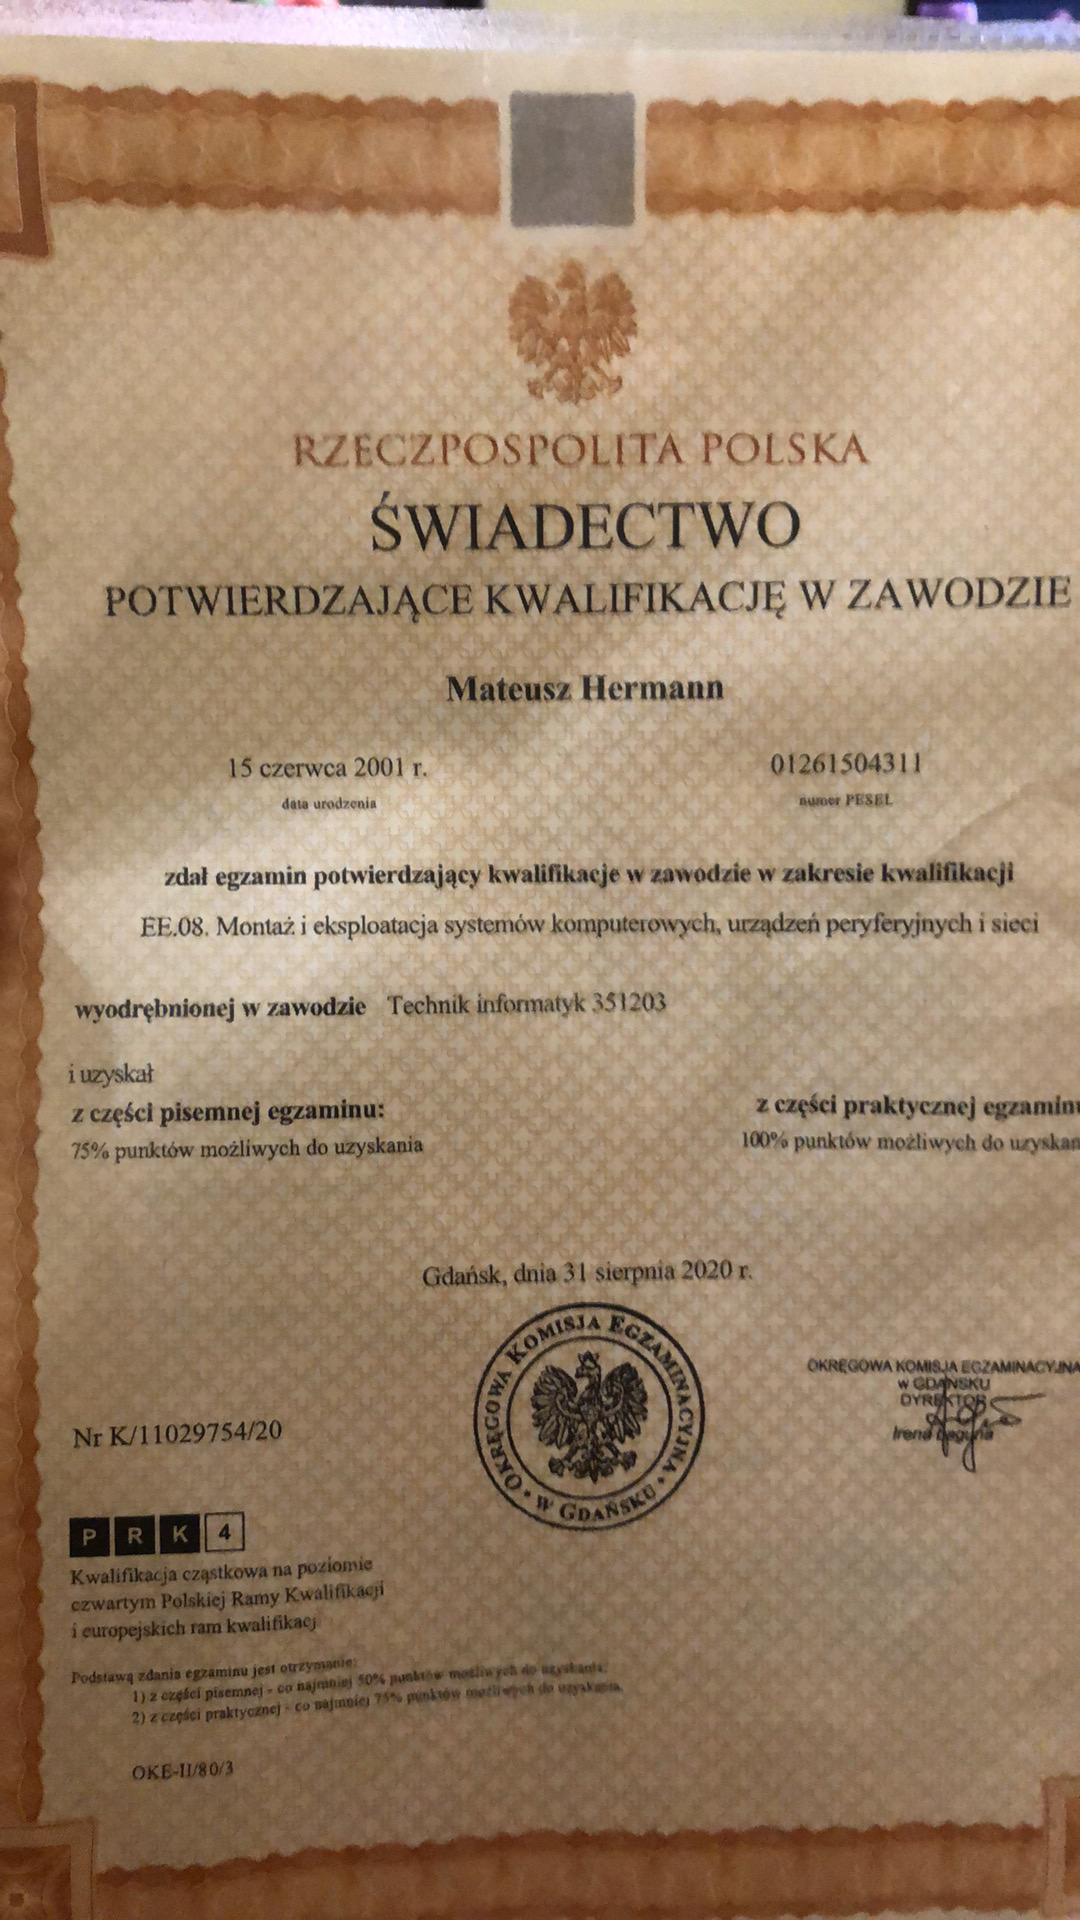 RZECZPOSPOLITA POLSKA
ŚWIADECTWO
POTWIERDZAJĄCE KWALIFIKACJĘ W ZAWODZIE
Mateusz Hermann
15 czerwca 2001 r. 01261504311
data urodzenia numer PESEL
zdał egzamin potwierdzający kwalifikacje w zawodzie w zakresie kwalifikacji
EE.08. Montaż i eksploatacja systemów komputerowych, urządzeń peryferyjnych i sieci
wyodrębnionej w zawodzie Technik informatyk 351203
i uzyskał
z części pisemnej egzaminu: z części praktycznej egzaminu
75% punktów możliwych do uzyskania 100% punktów możliwych do uzyskan
Gdańsk, dnia 31 sierpnia 2020 r.
OKRĘGOWA KOMISJA EGZAMINACYJNA
W GDAŃSKU
OKRĘGOWA KOMISJA EGZAMINACYJNA
w GDAŃSKU
DYREKTOR
Irena Łaguna
Nr K/11029754/20
PRK4
Kwalifikacja cząstkowa na poziomie
czwartym Polskiej Ramy Kwalifikacji
i europejskich ram kwalifikacj
Podstawą zdania egzaminu jest otrzymanie:
1) z części pisemnej - co najmniej 50% punktów możliwych do uzyskania;
2) z części praktycznej - co najmniej 75% punktów możliwych do uzyskania.
OKE-II/80/3